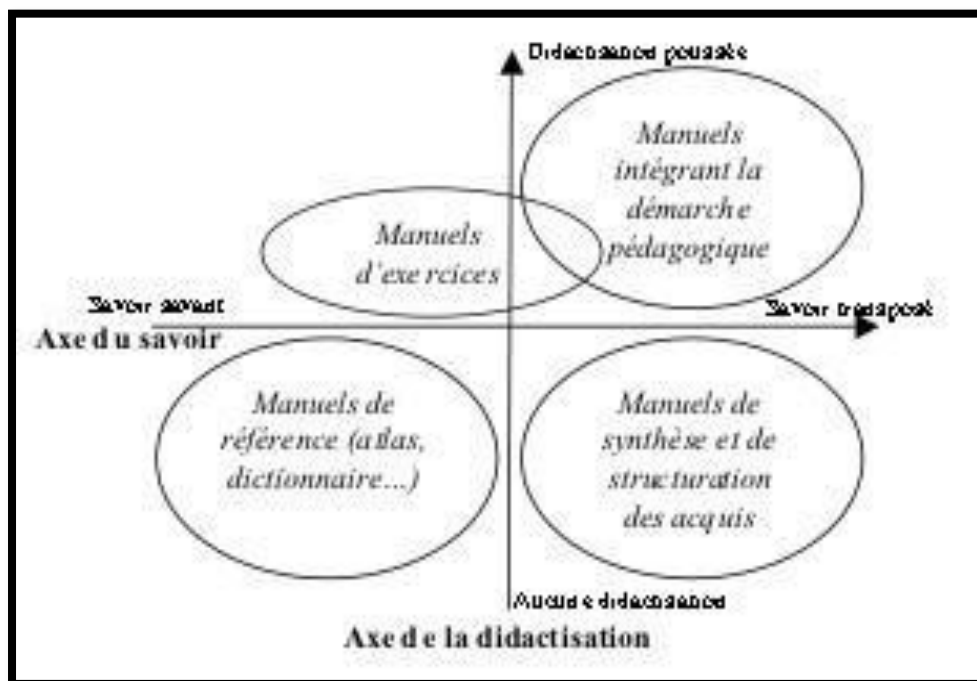 Didactisation poussée
Manuels
intégrant la
démarche
pédagogique
Manuels
d'exercices
Savoir savant
Savoir transposé
Axe du savoir
Manuels de
référence (atlas,
dictionnaire...)
Manuels de
synthèse et de
structuration
des acquis
Aucune didactisation
Axe de la didactisation